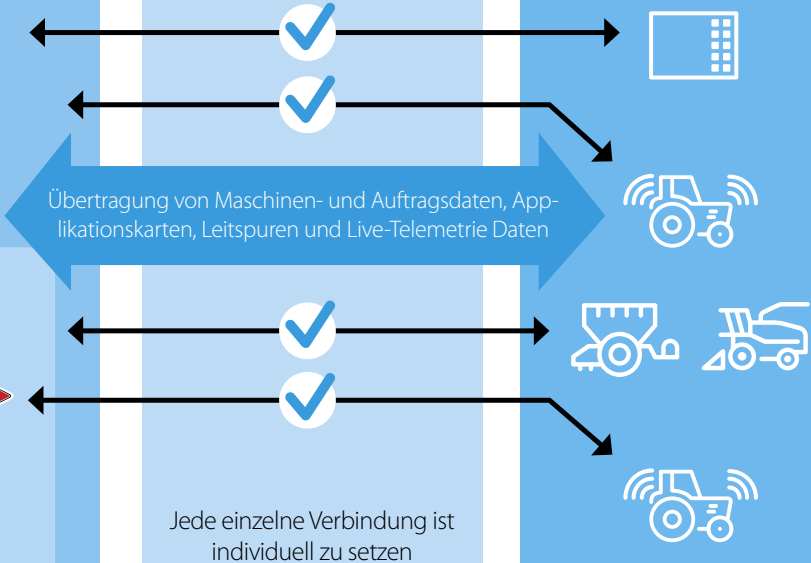 Übertragung von Maschinen- und Auftragsdaten, App-
likationskarten, Leitspuren und Live-Telemetrie Daten
Jede einzelne Verbindung ist
individuell zu setzen